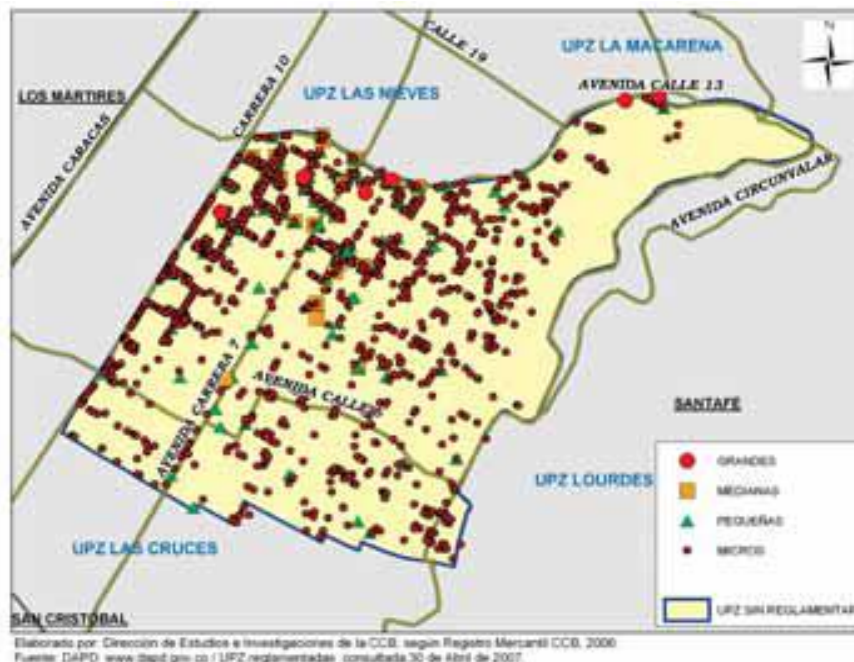 CALLE 19
UPZ LA MACARENA
N
AVENIDA CALLE 13
LOS MÁRTIRES
CARRERA 10
UPZ LAS NIEVES
AVENIDA CARACAS
AVENIDA CIRCUNVALAR
AVENIDA CARRERA 7
AVENIDA CALLE
SANTAFÉ
UPZ LOURDES
GRANDES
MEDIANAS
PEQUEÑAS
MICROS
UPZ SIN REGLAMENTAR
UPZ LAS CRUCES
SAN CRISTOBAL
Elaborado por: Dirección de Estudios e Investigaciones de la CCB, según Registro Mercantil CCB, 2006
Fuente: DAPD. www.dapd.gov.co / UPZ reglamentadas, consultada 30 de Abril de 2007.